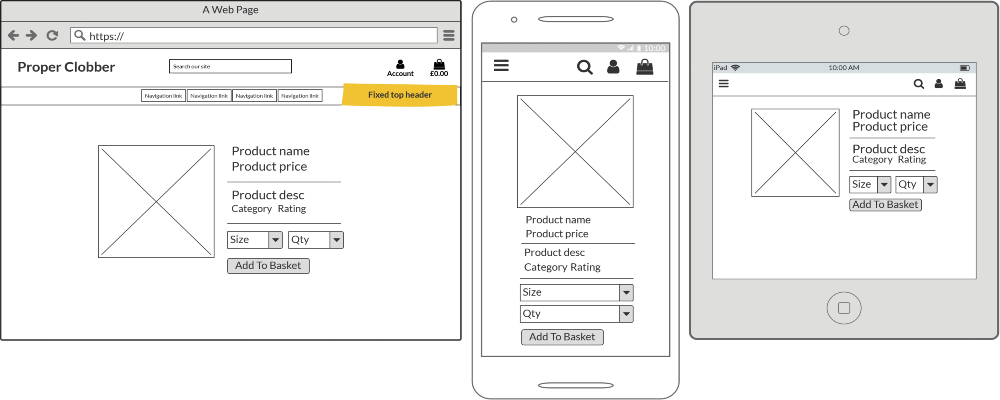 A Web Page
https://
Proper Clobber
Search our site
Account
£0.00
Navigation link Navigation link Navigation link Navigation link
Fixed top header
Product name
Product price
Product desc
Category Rating
Size Qty
Add To Basket
10:00
Product name
Product price
Product desc
Category Rating
Size
Qty
Add To Basket
iPad 10:00 AM
Product name
Product price
Product desc
Category Rating
Size Qty
Add To Basket